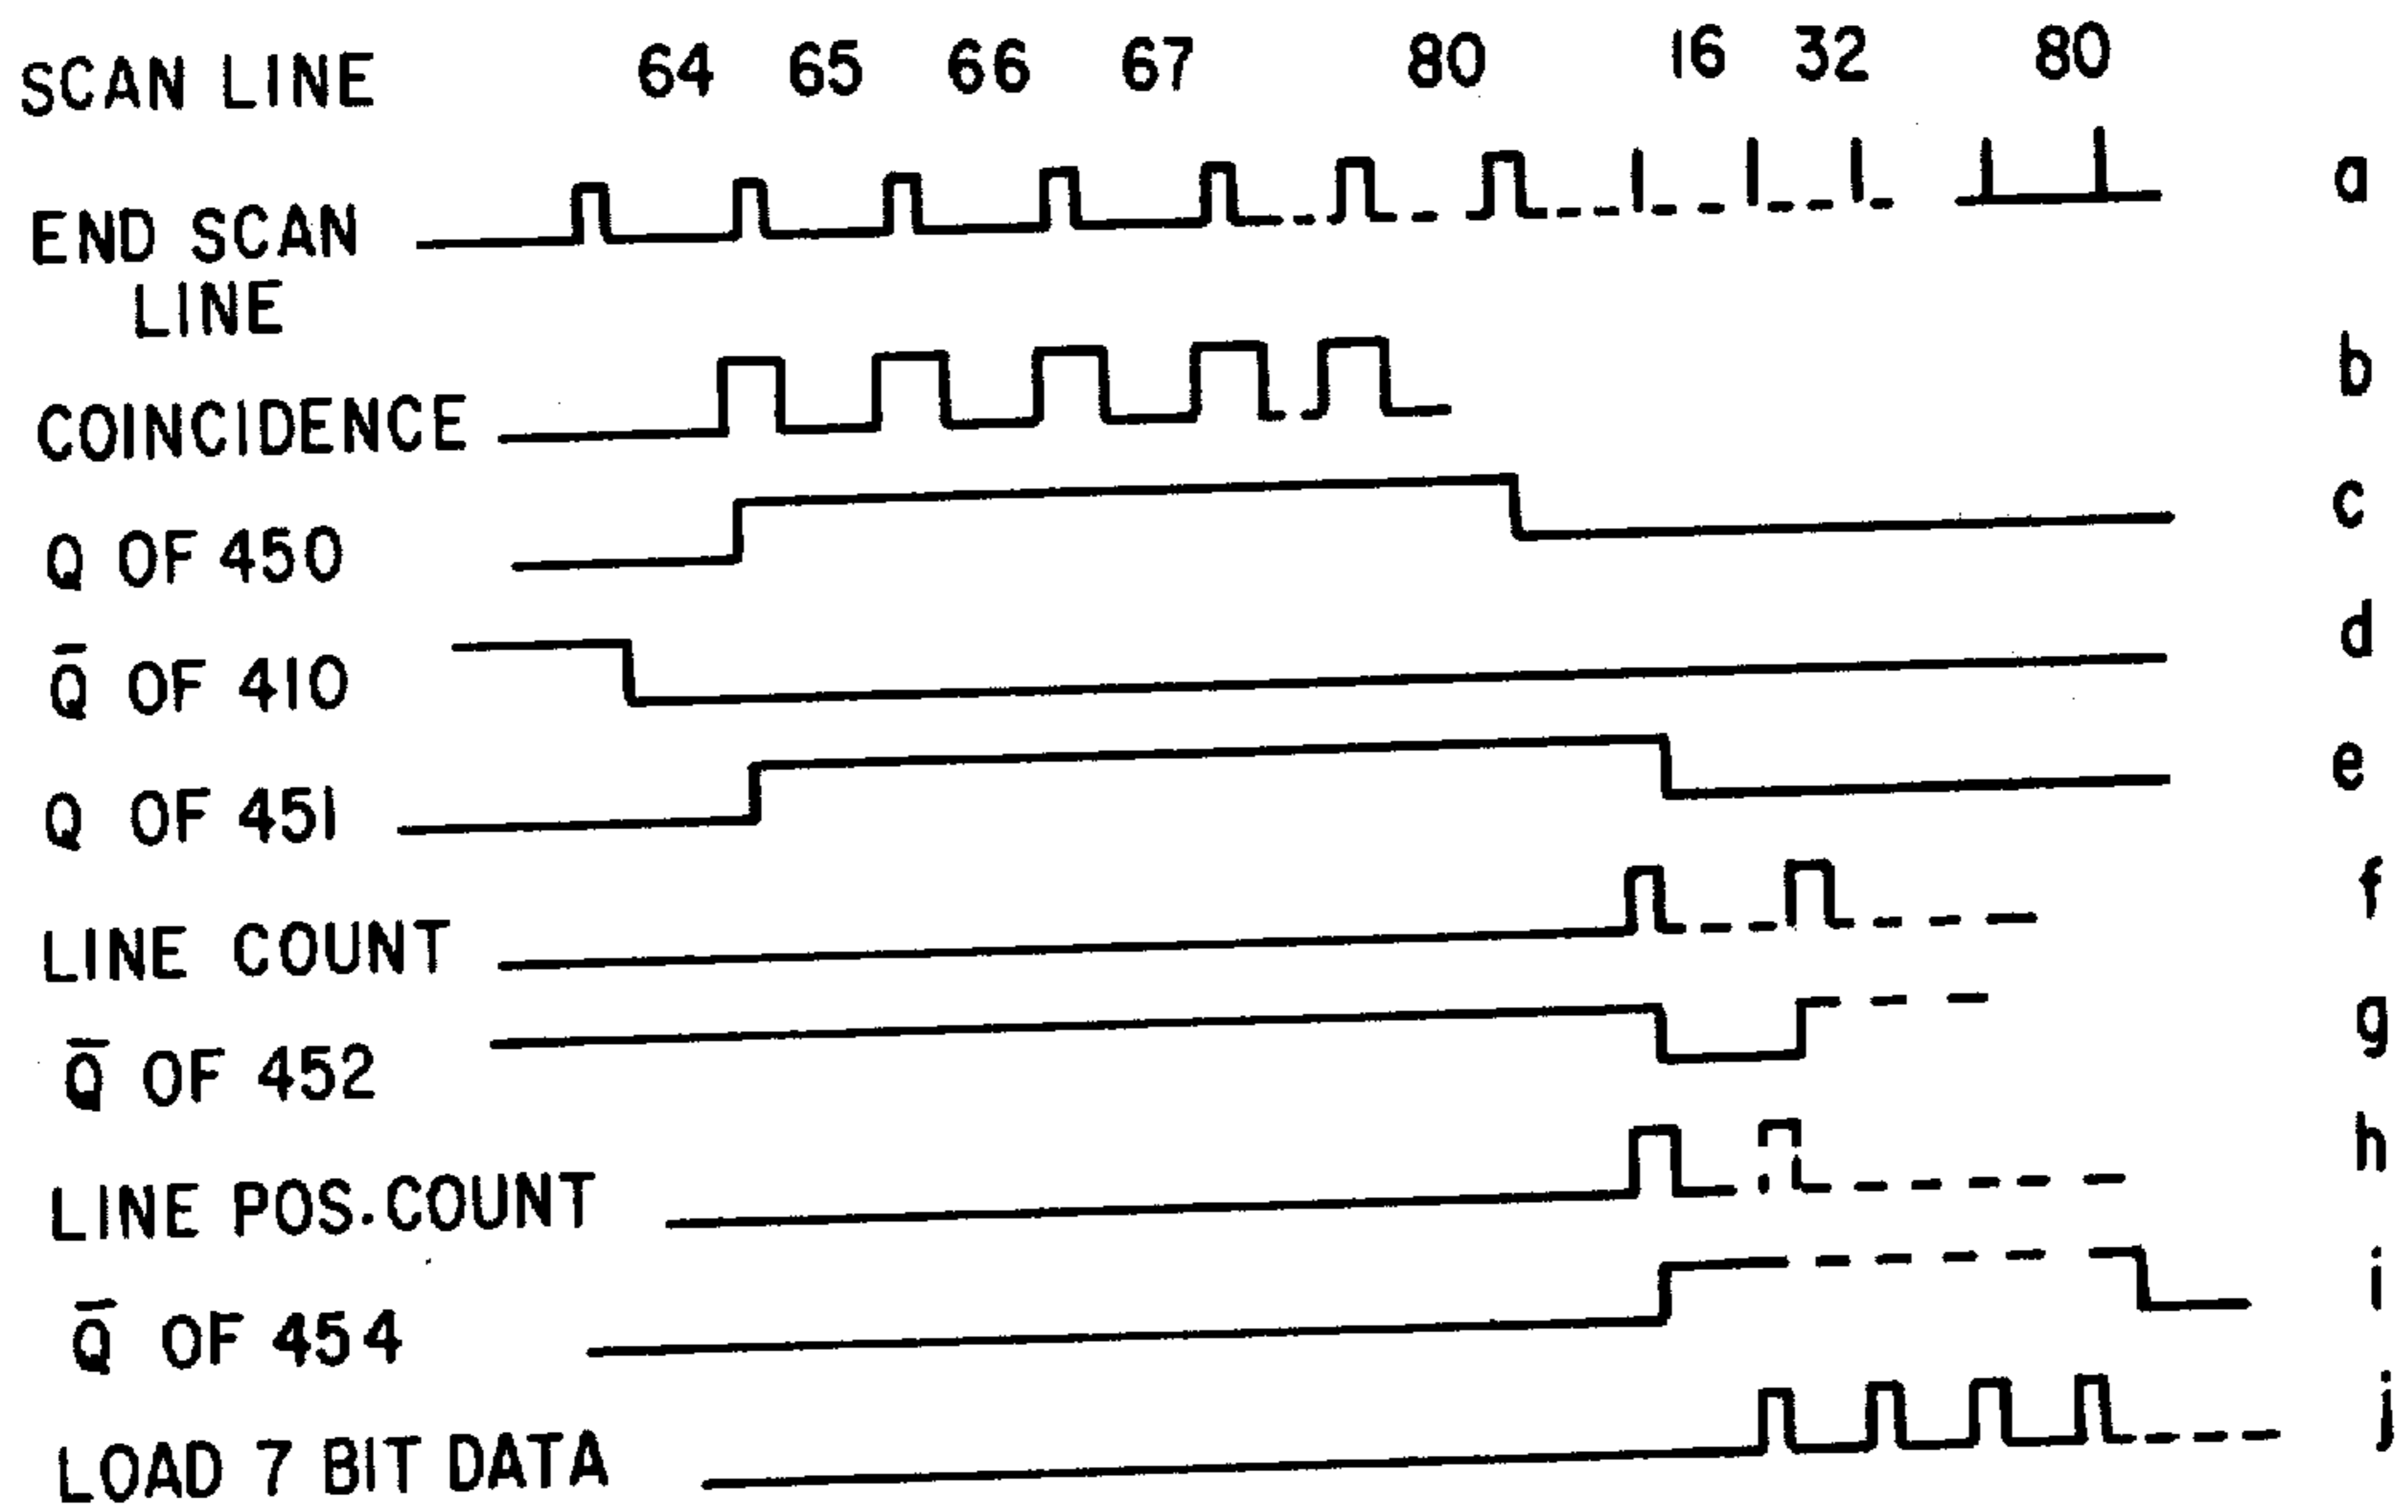 SCAN LINE 64 65 66 67 80 16 32 80
END SCAN a
LINE
COINCIDENCE b
Q OF 450 c
Q̅ OF 410 d
Q OF 451 e
LINE COUNT f
Q̅ OF 452 g
LINE POS. COUNT h
Q̅ OF 454 i
LOAD 7 BIT DATA j